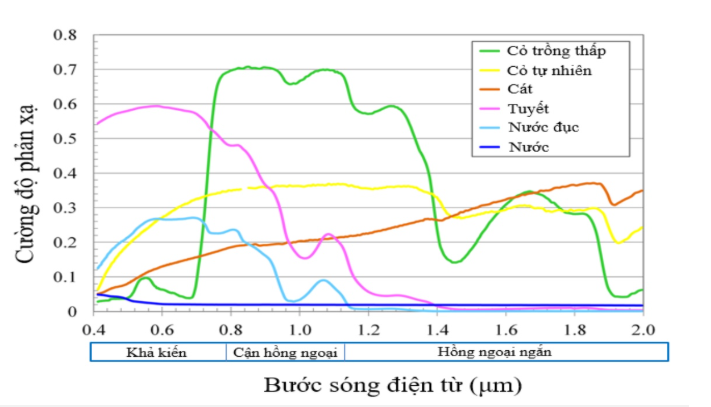 0.8
0.7
0.6
0.5
0.4
0.3
0.2
0.1
0
Cường độ phản xạ
Cỏ trồng thấp
Cỏ tự nhiên
Cát
Tuyết
Nước đục
Nước
0.4 0.6 0.8 1.0 1.2 1.4 1.6 1.8 2.0
Khả kiến Cận hồng ngoại Hồng ngoại ngắn
Bước sóng điện từ (μm)